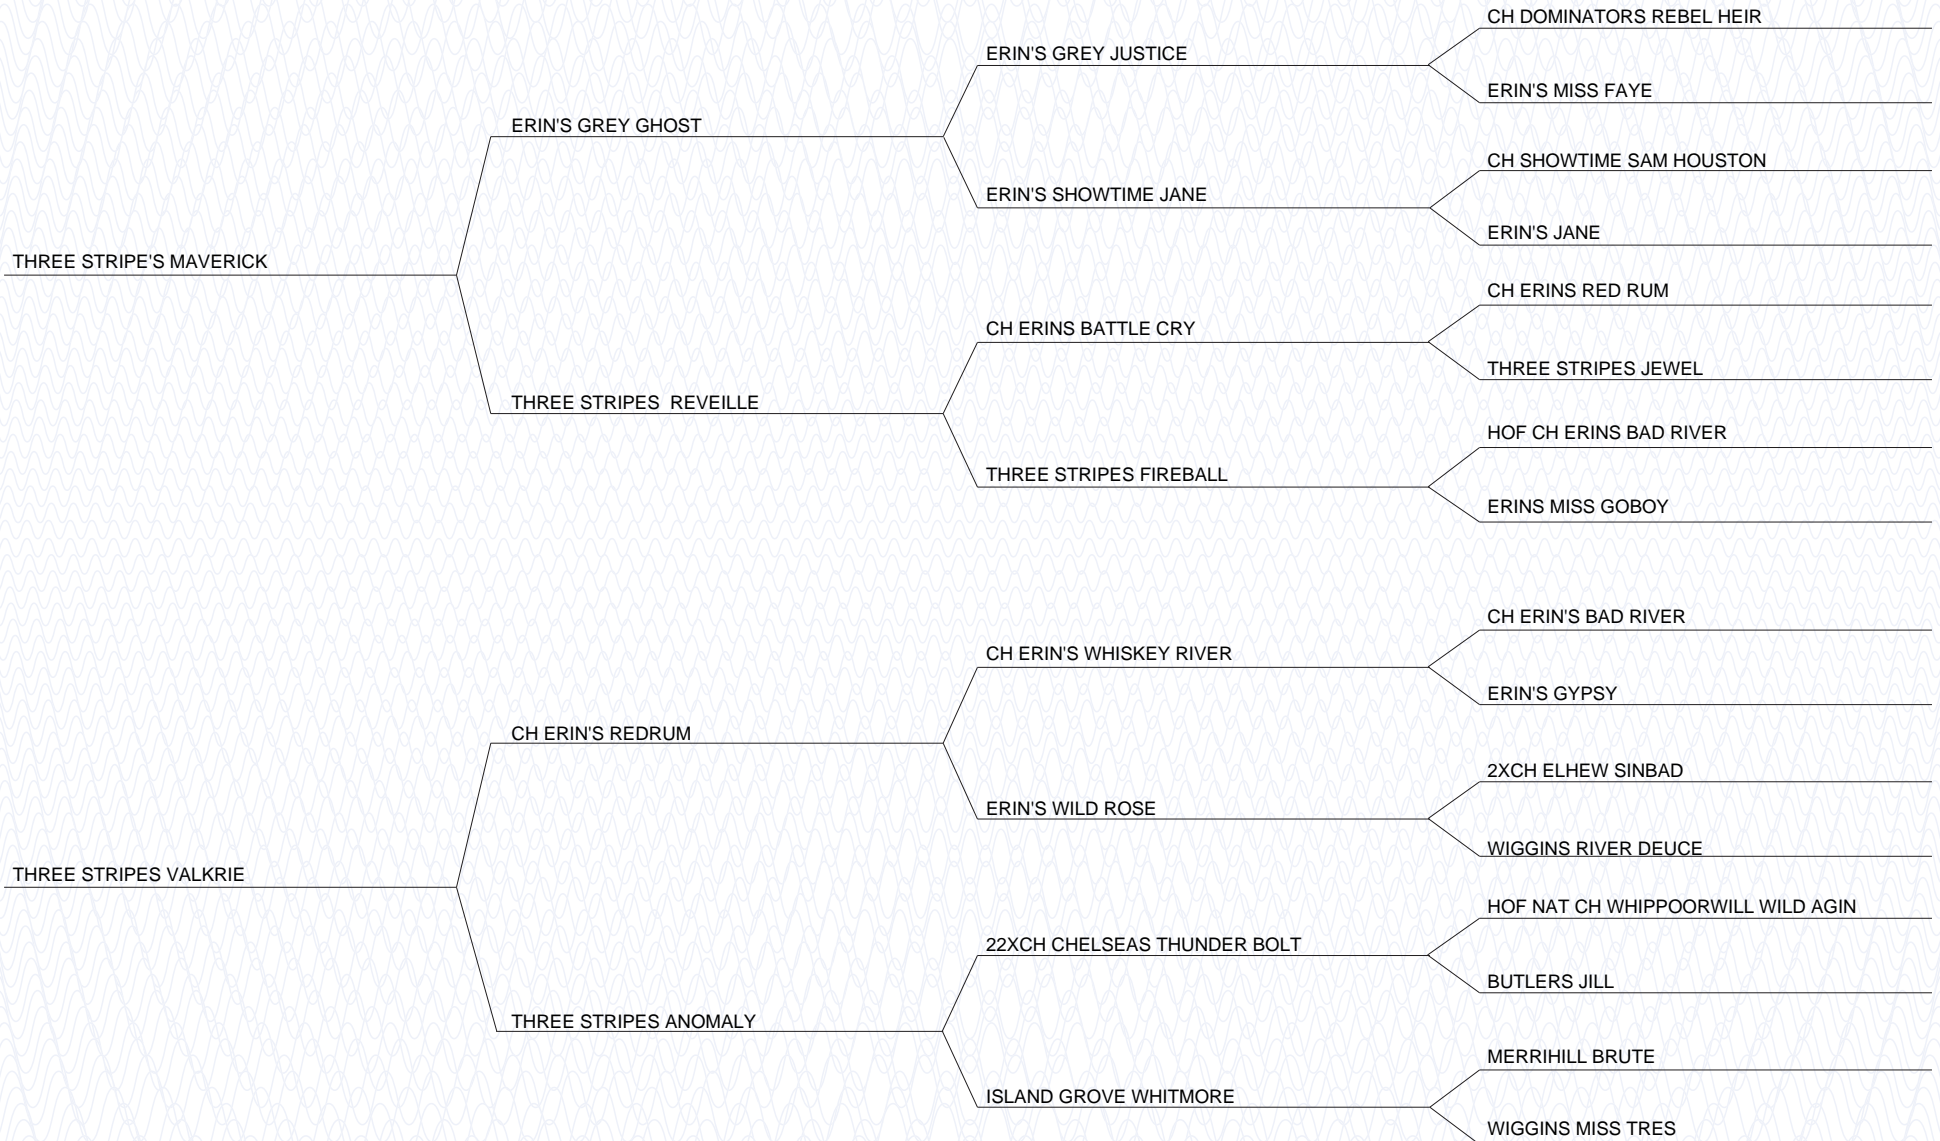 CH DOMINATORS REBEL HEIR
ERIN'S GREY JUSTICE
ERIN'S MISS FAYE
ERIN'S GREY GHOST
CH SHOWTIME SAM HOUSTON
ERIN'S SHOWTIME JANE
ERIN'S JANE
THREE STRIPE'S MAVERICK
CH ERINS RED RUM
CH ERINS BATTLE CRY
THREE STRIPES JEWEL
THREE STRIPES  REVEILLE
HOF CH ERINS BAD RIVER
THREE STRIPES FIREBALL
ERINS MISS GOBOY
CH ERIN'S BAD RIVER
CH ERIN'S WHISKEY RIVER
ERIN'S GYPSY
CH ERIN'S REDRUM
2XCH ELHEW SINBAD
ERIN'S WILD ROSE
WIGGINS RIVER DEUCE
THREE STRIPES VALKRIE
HOF NAT CH WHIPPOORWILL WILD AGIN
22XCH CHELSEAS THUNDER BOLT
BUTLERS JILL
THREE STRIPES ANOMALY
MERRIHILL BRUTE
ISLAND GROVE WHITMORE
WIGGINS MISS TRES